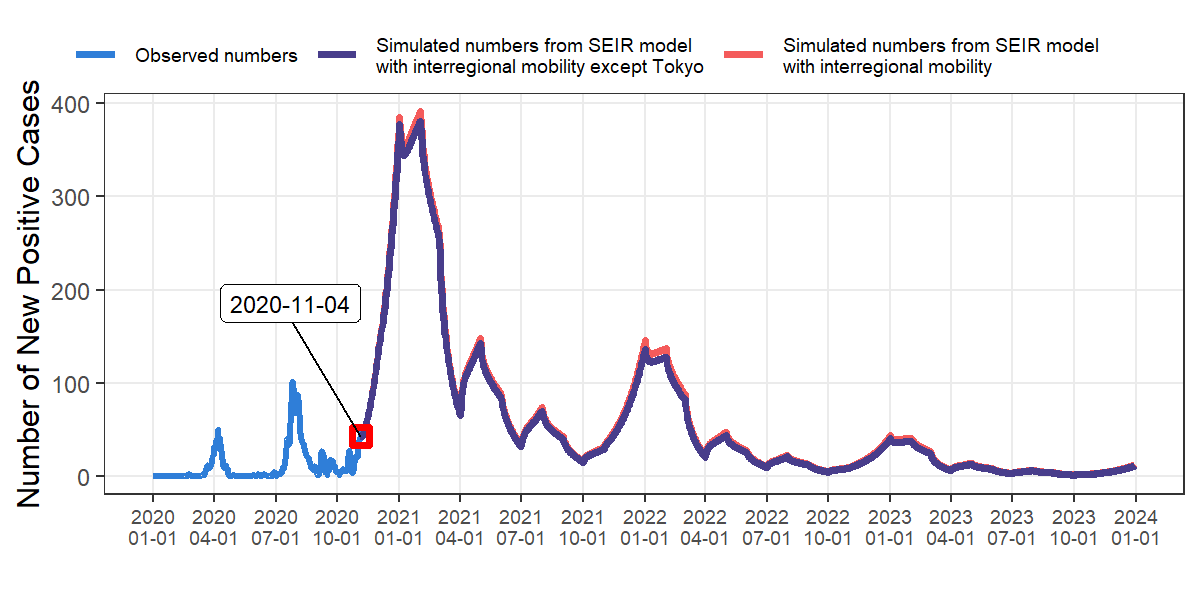 Observed numbers
Simulated numbers from SEIR model
with interregional mobility except Tokyo
Simulated numbers from SEIR model
with interregional mobility
Number of New Positive Cases
400
300
200
100
0
2020-11-04
2020 2020 2020 2020 2021 2021 2021 2021 2022 2022 2022 2022 2023 2023 2023 2023 2024
01-01 04-01 07-01 10-01 01-01 04-01 07-01 10-01 01-01 04-01 07-01 10-01 01-01 04-01 07-01 10-01 01-01